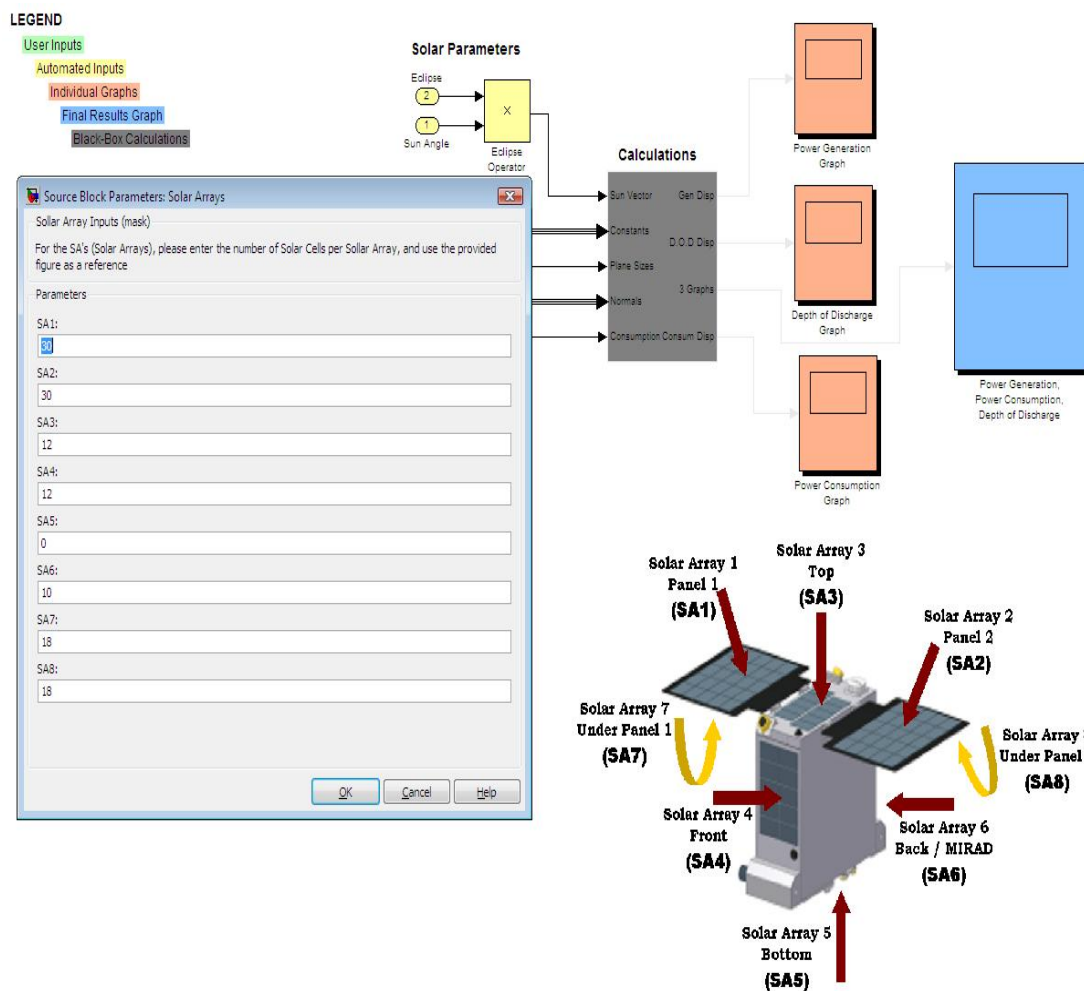 LEGEND
User Inputs
Automated Inputs
Individual Graphs
Final Results Graph
Black-Box Calculations
Solar Parameters
Eclipse
2
1
Sun Angle
X
Eclipse
Operator
Calculations
Sun Vector
Constants
Plane Sizes
Normals
Consumption
Gen Disp
D.O.D Disp
3 Graphs
Consum Disp
Power Generation
Graph
Depth of Discharge
Graph
Power Consumption
Graph
Power Generation,
Power Consumption,
Depth of Discharge
Source Block Parameters: Solar Arrays
Sollar Array Inputs (mask)
For the SA's (Solar Arrays), please enter the number of Solar Cells per Sollar Array, and use the provided
figure as a reference
Parameters
SA1:
30
SA2:
30
SA3:
12
SA4:
12
SA5:
0
SA6:
10
SA7:
18
SA8:
18
OK
Cancel
Help
Solar Array 1
Panel 1
(SA1)
Solar Array 3
Top
(SA3)
Solar Array 2
Panel 2
(SA2)
Solar Array 7
Under Panel 1
(SA7)
Solar Array
Under Panel
(SA8)
Solar Array 4
Front
(SA4)
Solar Array 6
Back / MIRAD
(SA6)
Solar Array 5
Bottom
(SA5)